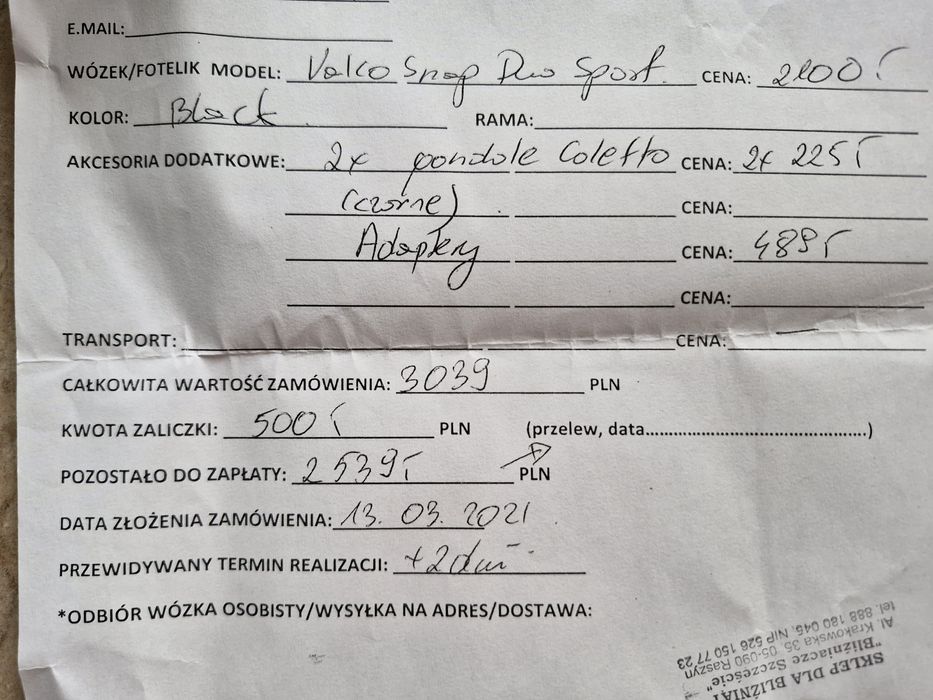 E.MAIL:
WÓZEK/FOTELIK MODEL: Valco Snap Duo Sport. CENA: 2100
KOLOR: Black. RAMA:
AKCESORIA DODATKOWE: 2x gondole Coletto CENA: 2x 225
(czarne) CENA:
Adaptery CENA: 489
CENA:
TRANSPORT: CENA: —
CAŁKOWITA WARTOŚĆ ZAMÓWIENIA: 3039 PLN
KWOTA ZALICZKI: 500 PLN (przelew, data.............................................)
POZOSTAŁO DO ZAPŁATY: 2539 PLN
DATA ZŁOŻENIA ZAMÓWIENIA: 13.03.2021
PRZEWIDYWANY TERMIN REALIZACJI: +2 dni
*ODBIÓR WÓZKA OSOBISTY/WYSYŁKA NA ADRES/DOSTAWA:
SKLEP DLA BLIŹNIĄT
"Bliźniacze Szczęście"
Al. Krakowska 35, 05-090 Raszyn
tel. 888 180 045, NIP 526 150 77 23